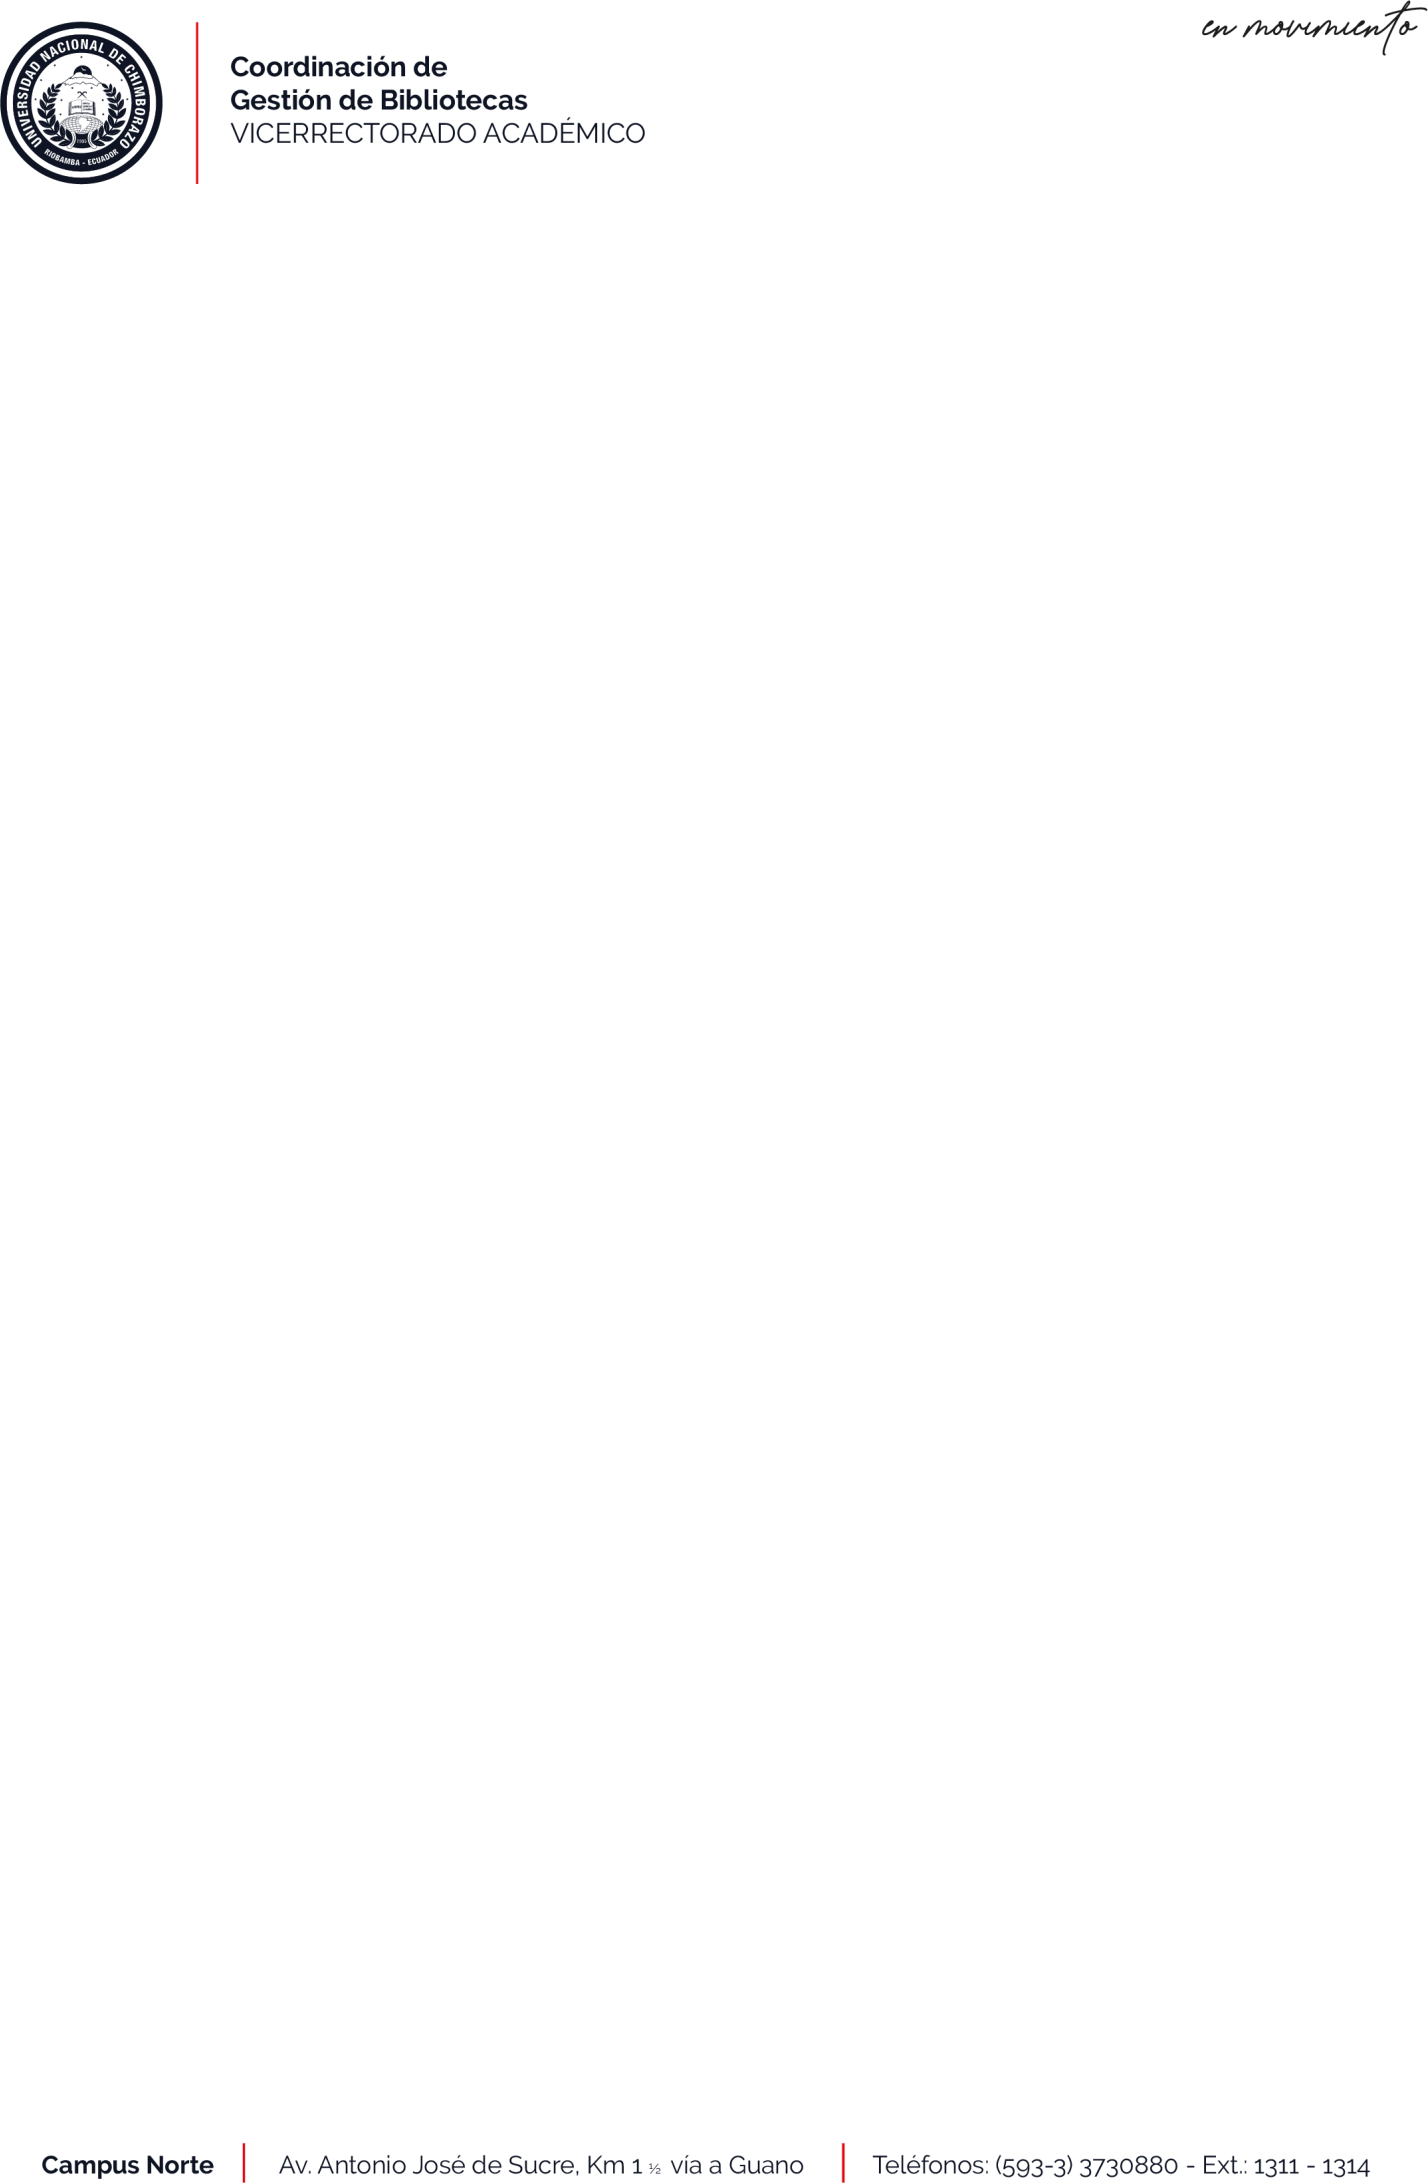 en movimiento
UNIVERSIDAD NACIONAL DE CHIMBORAZO
RIOBAMBA - ECUADOR
Coordinación de
Gestión de Bibliotecas
VICERRECTORADO ACADÉMICO
Campus Norte
Av. Antonio José de Sucre, Km 1 ½ vía a Guano
Teléfonos: (593-3) 3730880 - Ext.: 1311 - 1314